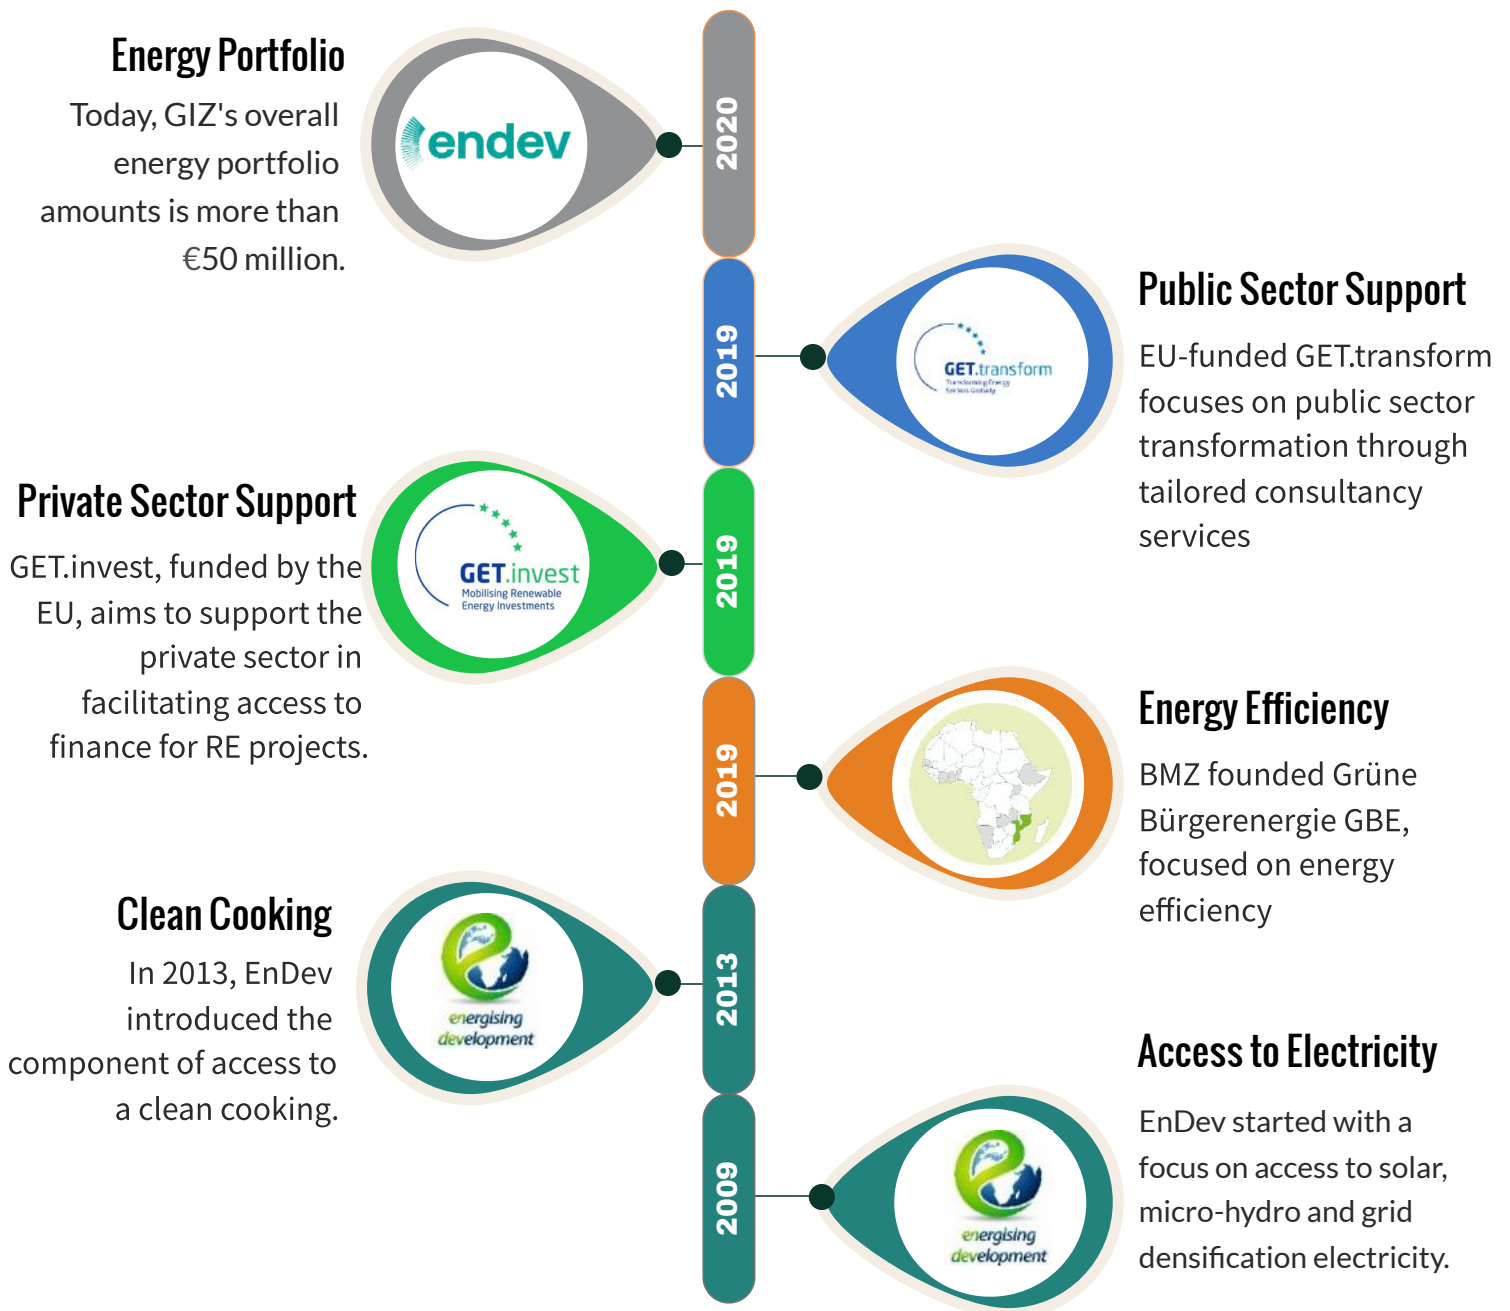 Energy Portfolio
Today, GIZ's overall
energy portfolio
amounts is more than
€50 million.
endev
2020
2019
GET.transform
Transforming Energy
Sectors Globally
Public Sector Support
EU-funded GET.transform
focuses on public sector
transformation through
tailored consultancy
services
Private Sector Support
GET.invest, funded by the
EU, aims to support the
private sector in
facilitating access to
finance for RE projects.
GET.invest
Mobilising Renewable
Energy Investments
2019
2019
Energy Efficiency
BMZ founded Grüne
Bürgerenergie GBE,
focused on energy
efficiency
Clean Cooking
In 2013, EnDev
introduced the
component of access to
a clean cooking.
energising
development
2013
2009
energising
development
Access to Electricity
EnDev started with a
focus on access to solar,
micro-hydro and grid
densification electricity.